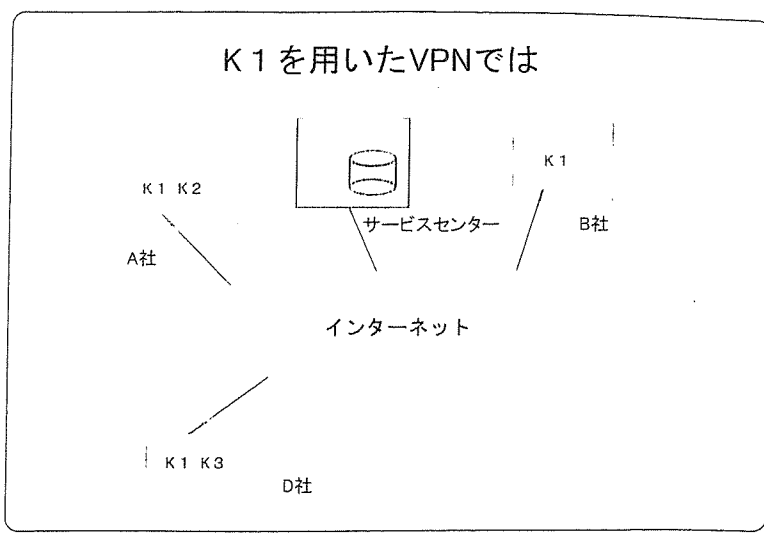 K1を用いたVPNでは
K1
K1 K2
サービスセンター
B社
A社
インターネット
K1 K3
D社